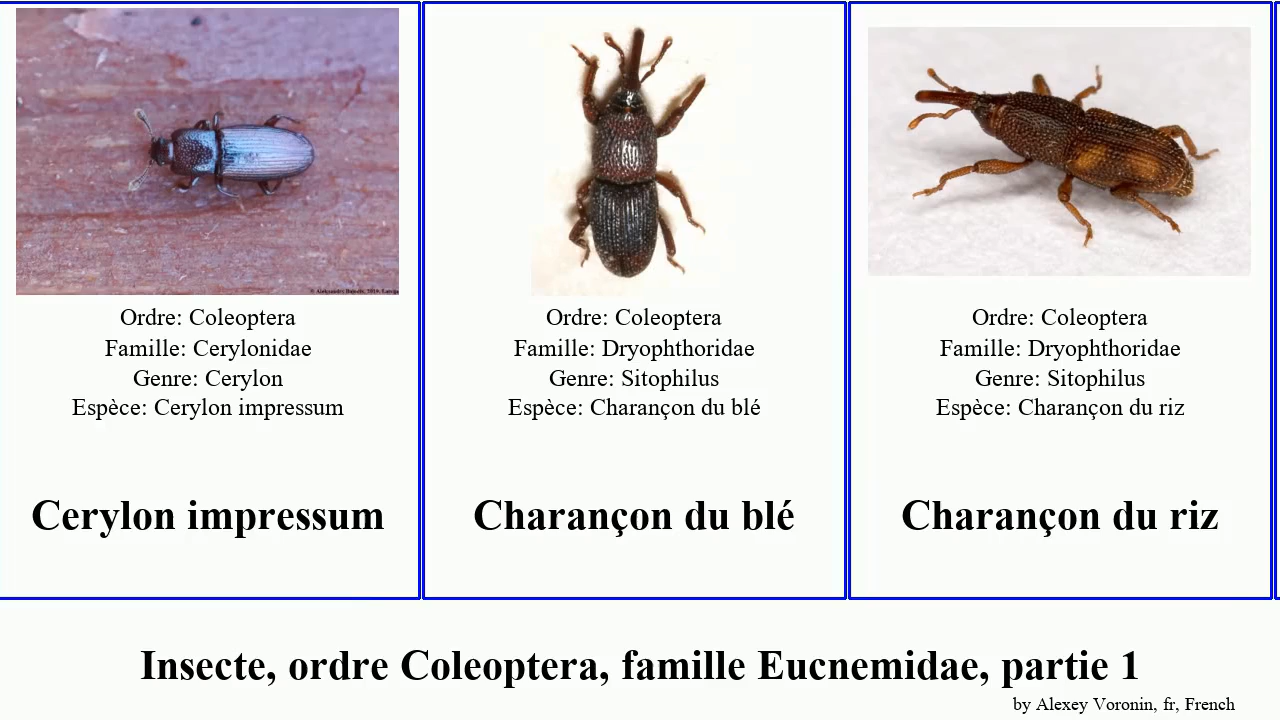 Ordre: Coleoptera
Famille: Cerylonidae
Genre: Cerylon
Espèce: Cerylon impressum
Cerylon impressum
Ordre: Coleoptera
Famille: Dryophthoridae
Genre: Sitophilus
Espèce: Charançon du blé
Charançon du blé
Ordre: Coleoptera
Famille: Dryophthoridae
Genre: Sitophilus
Espèce: Charançon du riz
Charançon du riz
Insecte, ordre Coleoptera, famille Eucnemidae, partie 1
by Alexey Voronin, fr, French